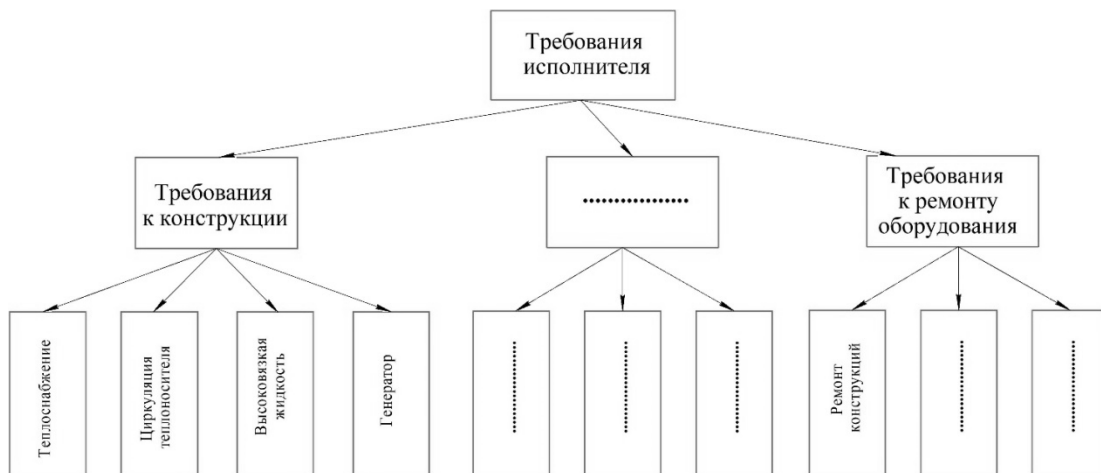 Требования
исполнителя
Требования
к конструкции
..................
Требования
к ремонту
оборудования
Теплоснабжение
Циркуляция
теплоносителя
Высоковязкая
жидкость
Генератор
..................
..................
..................
Ремонт
конструкций
..................
..................